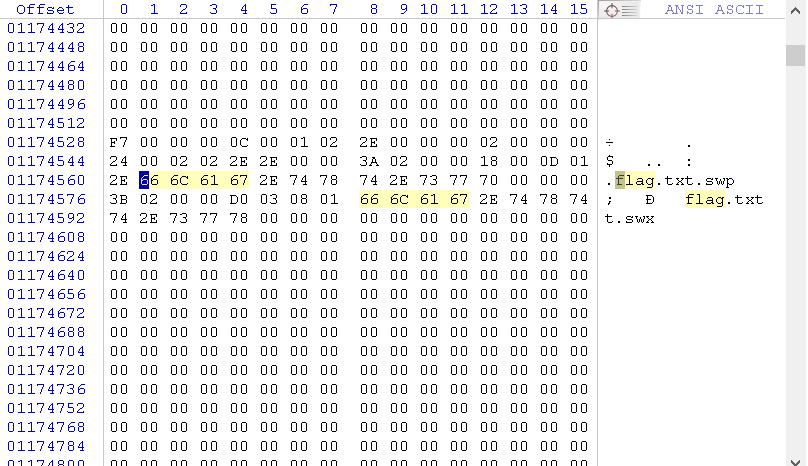 Offset 0 1 2 3 4 5 6 7 8 9 10 11 12 13 14 15 ANSI ASCII
01174432 00 00 00 00 00 00 00 00 00 00 00 00 00 00 00 00
01174448 00 00 00 00 00 00 00 00 00 00 00 00 00 00 00 00
01174464 00 00 00 00 00 00 00 00 00 00 00 00 00 00 00 00
01174480 00 00 00 00 00 00 00 00 00 00 00 00 00 00 00 00
01174496 00 00 00 00 00 00 00 00 00 00 00 00 00 00 00 00
01174512 00 00 00 00 00 00 00 00 00 00 00 00 00 00 00 00
01174528 F7 00 00 00 0C 00 01 02 2E 00 00 00 02 00 00 00 ÷ .
01174544 24 00 02 02 2E 2E 00 00 3A 02 00 00 18 00 0D 01 $ .. :
01174560 2E 66 6C 61 67 2E 74 78 74 2E 73 77 70 00 00 00 .flag.txt.swp
01174576 3B 02 00 00 D0 03 08 01 66 6C 61 67 2E 74 78 74 ; Ð flag.txt
01174592 74 2E 73 77 78 00 00 00 00 00 00 00 00 00 00 00 t.swx
01174608 00 00 00 00 00 00 00 00 00 00 00 00 00 00 00 00
01174624 00 00 00 00 00 00 00 00 00 00 00 00 00 00 00 00
01174640 00 00 00 00 00 00 00 00 00 00 00 00 00 00 00 00
01174656 00 00 00 00 00 00 00 00 00 00 00 00 00 00 00 00
01174672 00 00 00 00 00 00 00 00 00 00 00 00 00 00 00 00
01174688 00 00 00 00 00 00 00 00 00 00 00 00 00 00 00 00
01174704 00 00 00 00 00 00 00 00 00 00 00 00 00 00 00 00
01174720 00 00 00 00 00 00 00 00 00 00 00 00 00 00 00 00
01174736 00 00 00 00 00 00 00 00 00 00 00 00 00 00 00 00
01174752 00 00 00 00 00 00 00 00 00 00 00 00 00 00 00 00
01174768 00 00 00 00 00 00 00 00 00 00 00 00 00 00 00 00
01174784 00 00 00 00 00 00 00 00 00 00 00 00 00 00 00 00
01174800 00 00 00 00 00 00 00 00 00 00 00 00 00 00 00 00